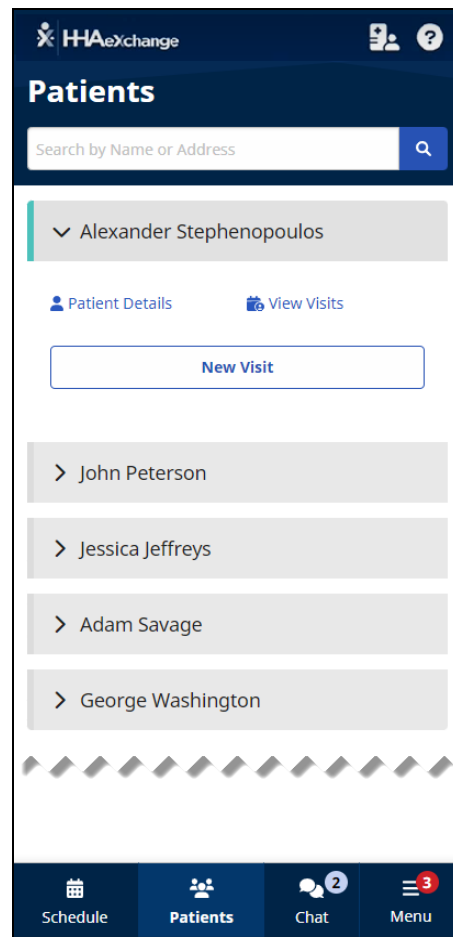 HHAeXchange
?
Patients
Search by Name or Address
Alexander Stephenopoulos
Patient Details View Visits
New Visit
John Peterson
Jessica Jeffreys
Adam Savage
George Washington
2 3
Schedule Patients Chat Menu